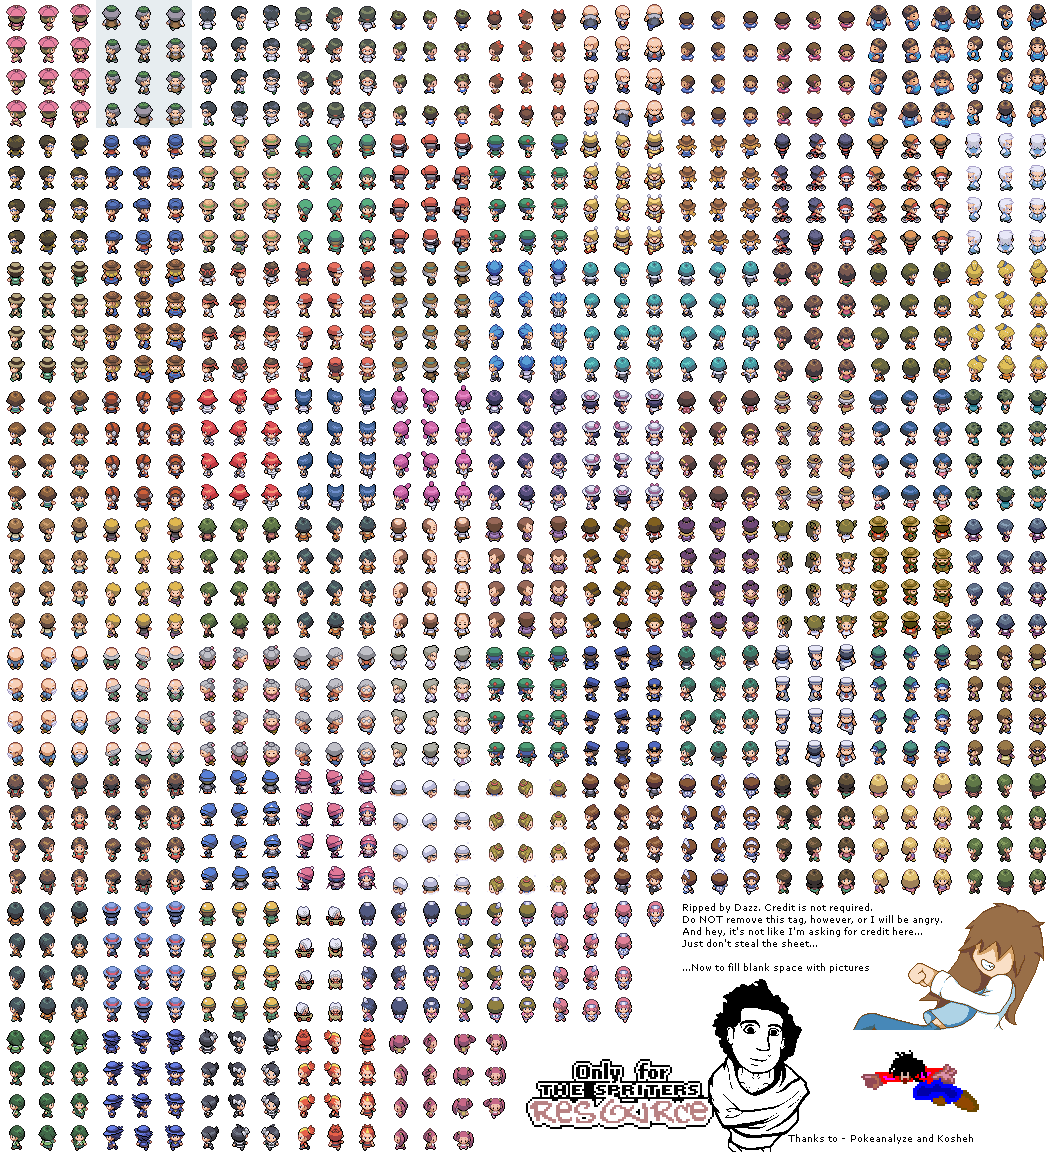 Ripped by Dazz. Credit is not required.
Do NOT remove this tag, however, or I will be angry.
And hey, it's not like I'm asking for credit here...
Just don't steal the sheet...
...Now to fill blank space with pictures
Only for
THE SPRITERS
RESOURCE
Thanks to - Pokeanalyze and Kosheh